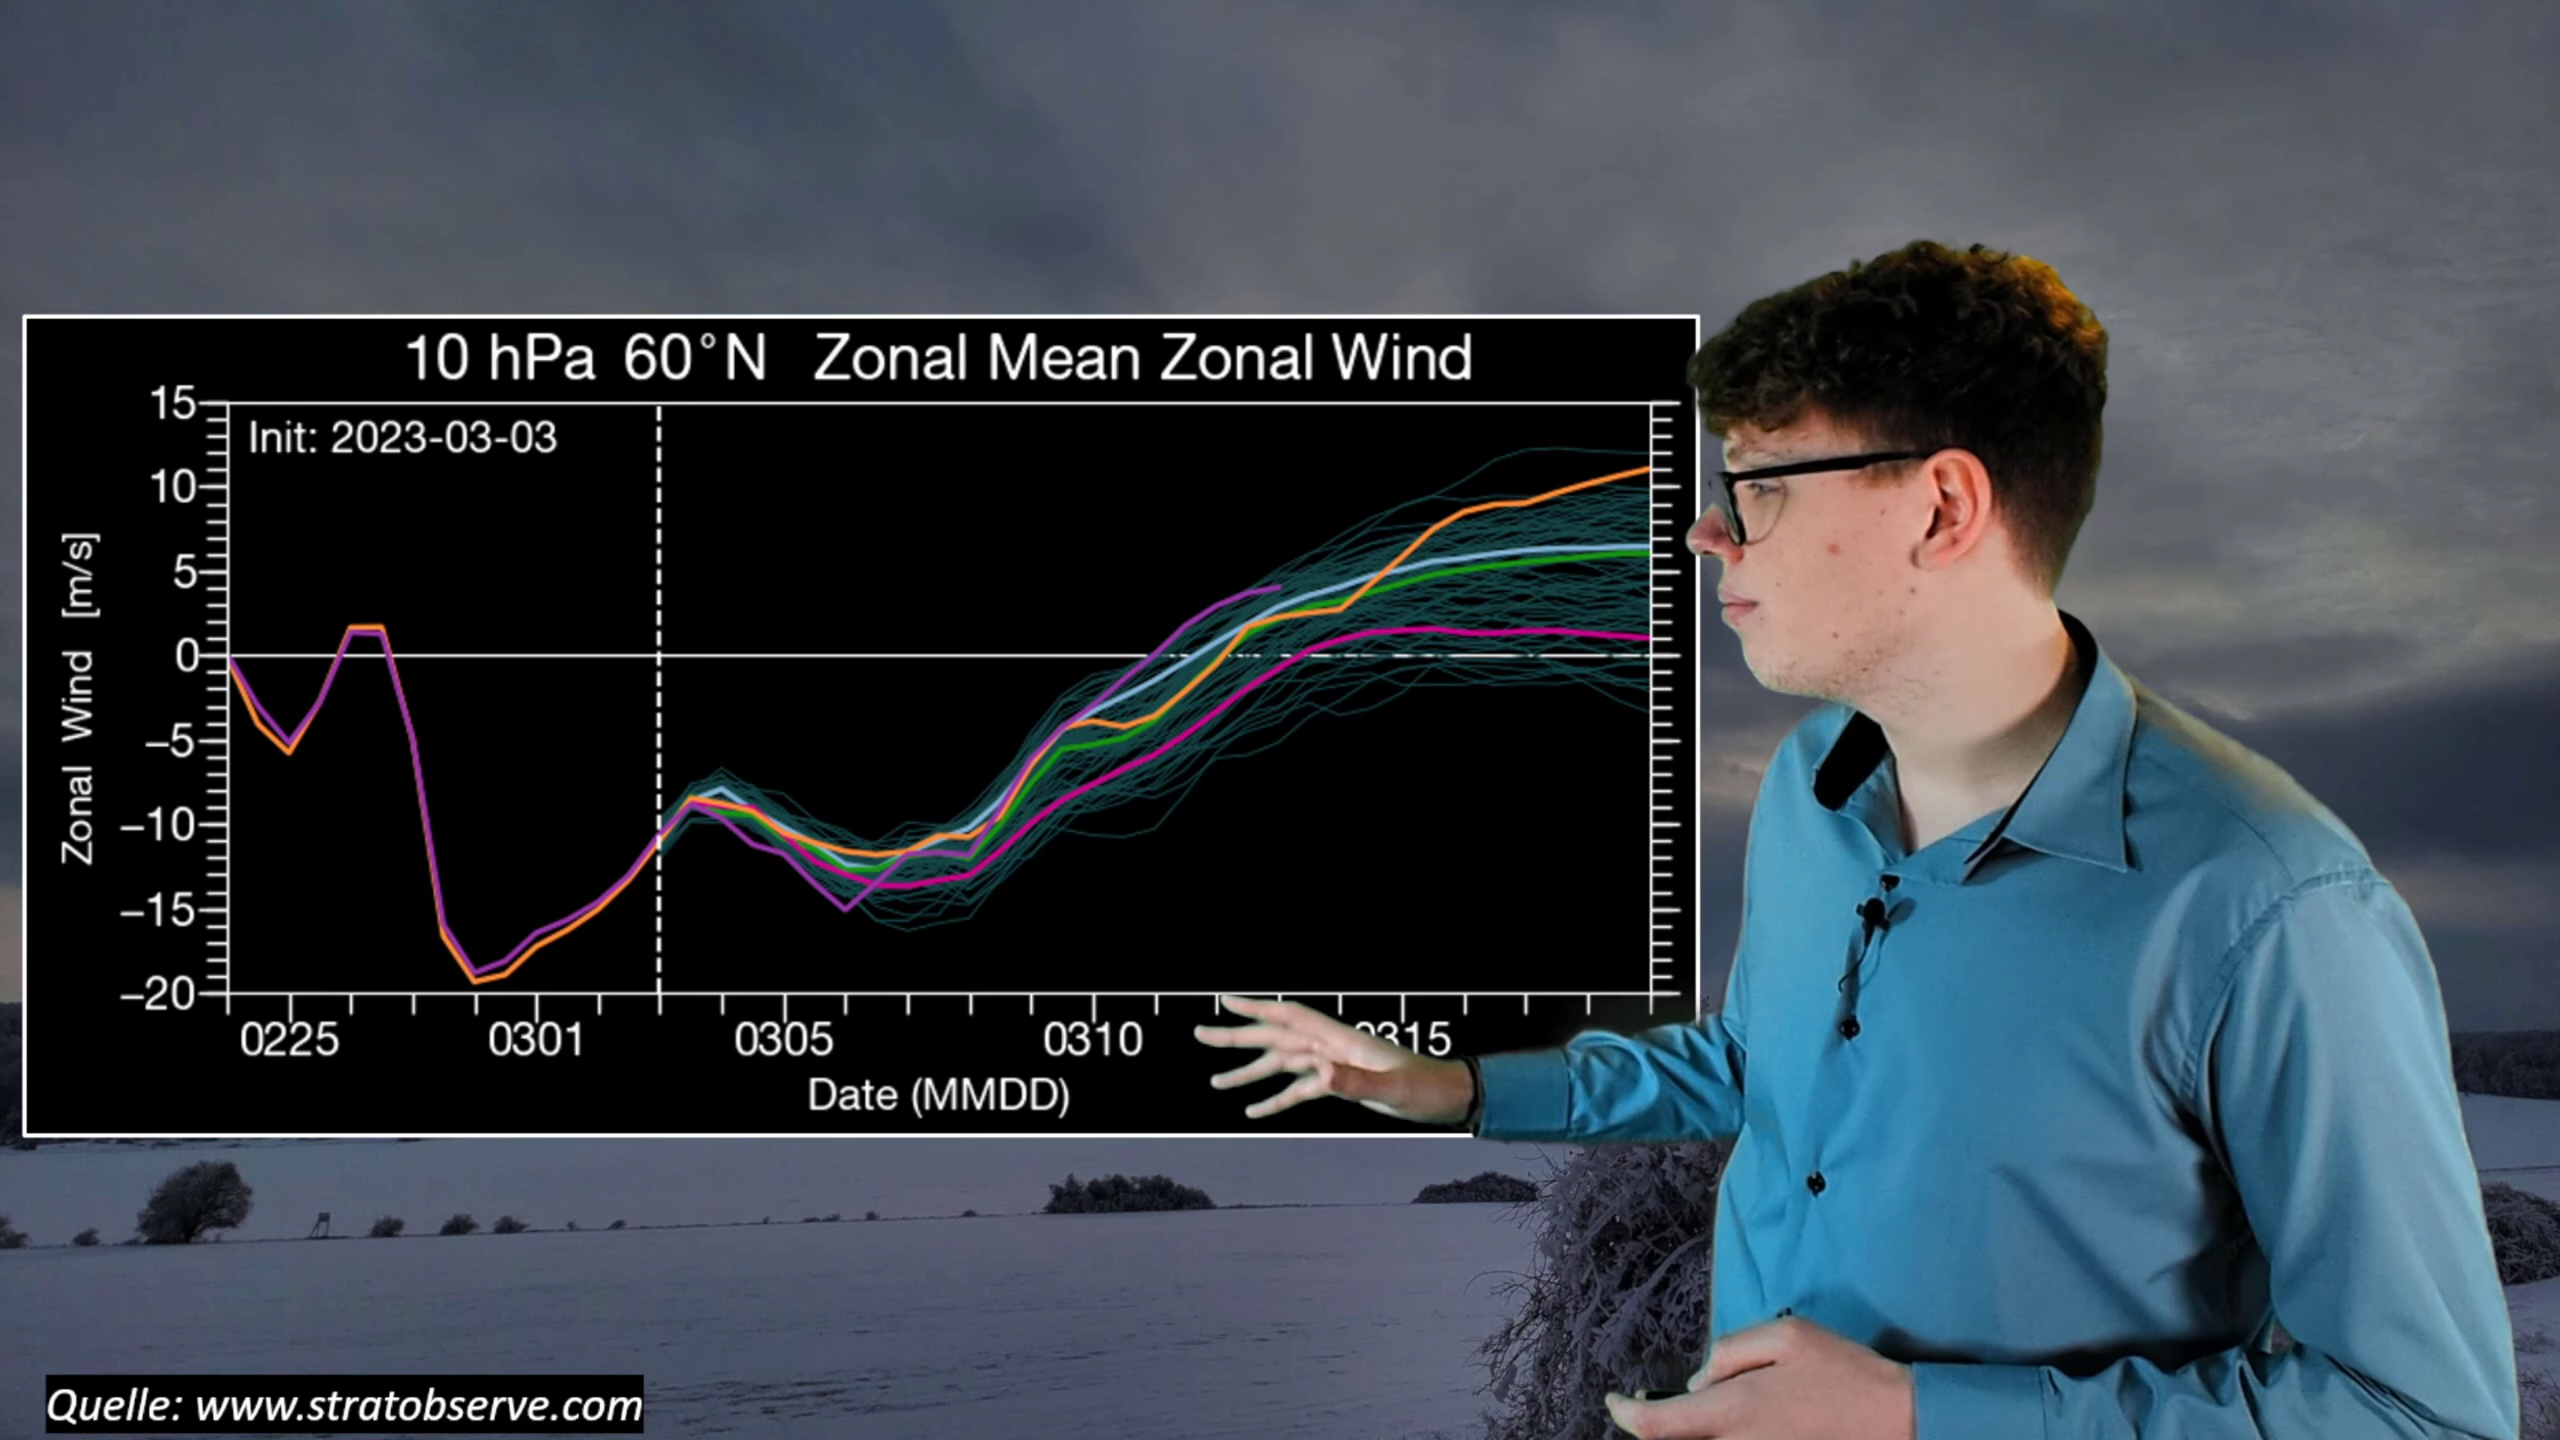 10 hPa 60°N Zonal Mean Zonal Wind
Init: 2023-03-03
Zonal Wind [m/s]
15
10
5
0
−5
−10
−15
−20
0225 0301 0305 0310 0315
Date (MMDD)
Quelle: www.stratobserve.com